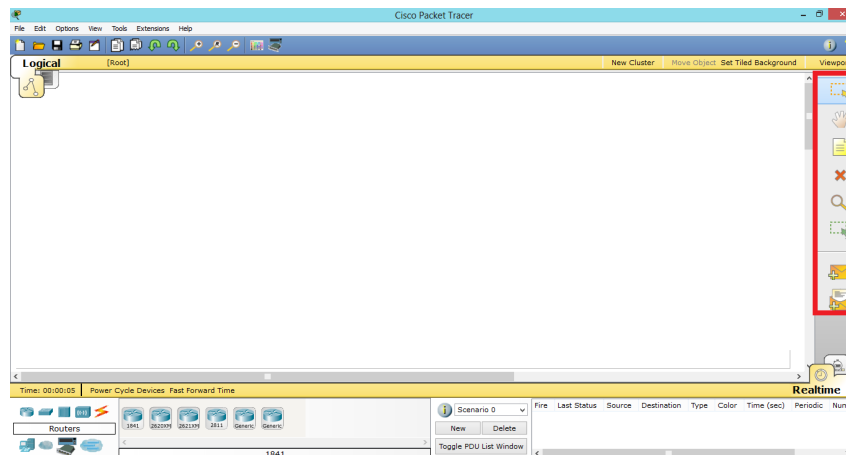 Cisco Packet Tracer
File Edit Options View Tools Extensions Help
Logical [Root] New Cluster Move Object Set Tiled Background Viewpo
Time: 00:00:05 Power Cycle Devices Fast Forward Time Realtime
Scenario 0 Fire Last Status Source Destination Type Color Time (sec) Periodic Num
1841 2620XM 2621XM 2811 Generic Generic
Routers New Delete
1841 Toggle PDU List Window